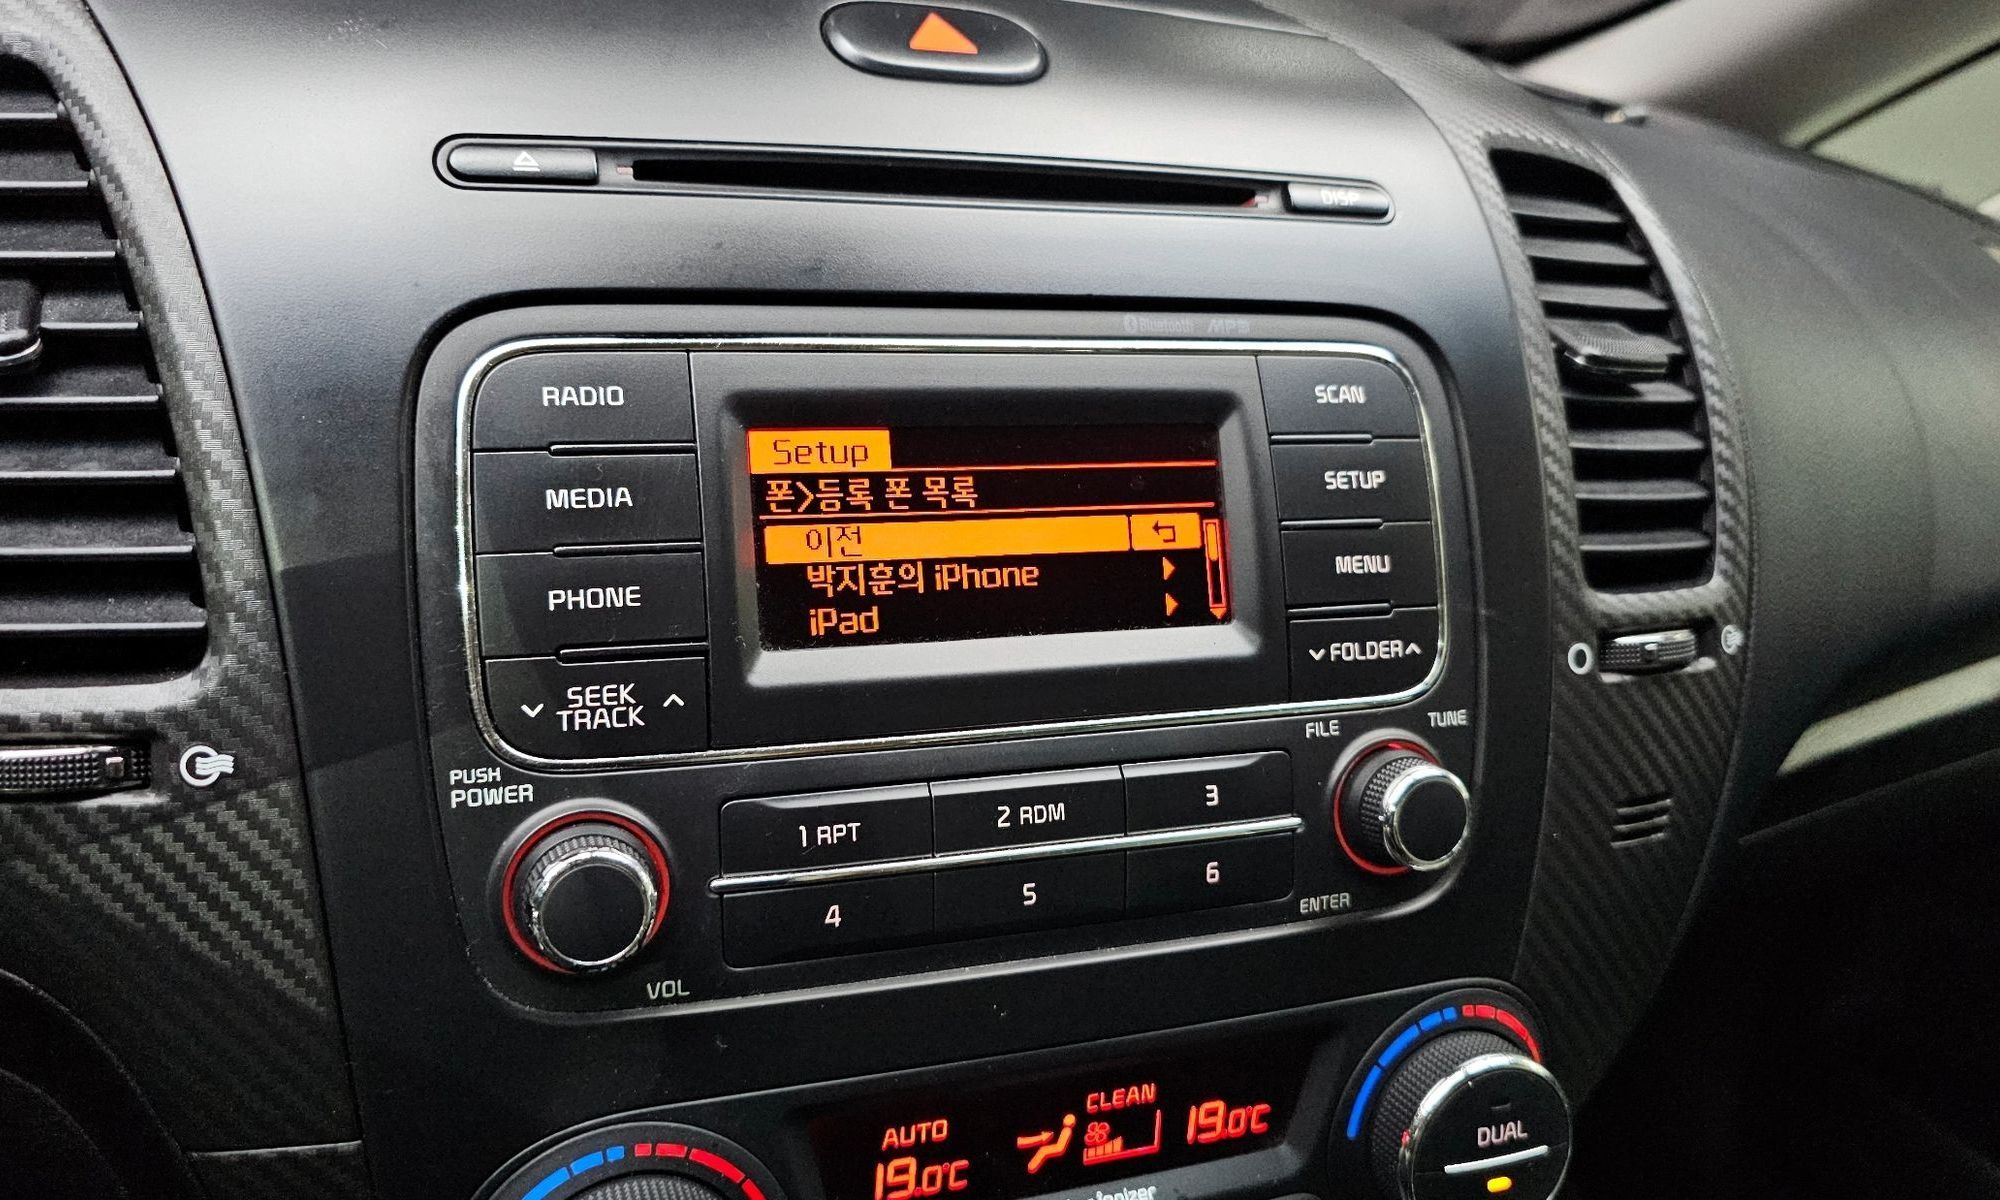 DISP
Bluetooth MP3
RADIO
MEDIA
PHONE
SEEK
TRACK
Setup
폰>등록 폰 목록
이전
박지훈의 iPhone
iPad
SCAN
SETUP
MENU
FOLDER
PUSH
POWER
VOL
1 RPT
2 RDM
3
4
5
6
FILE
TUNE
ENTER
AUTO
19.0°C
CLEAN
19.0°C
DUAL